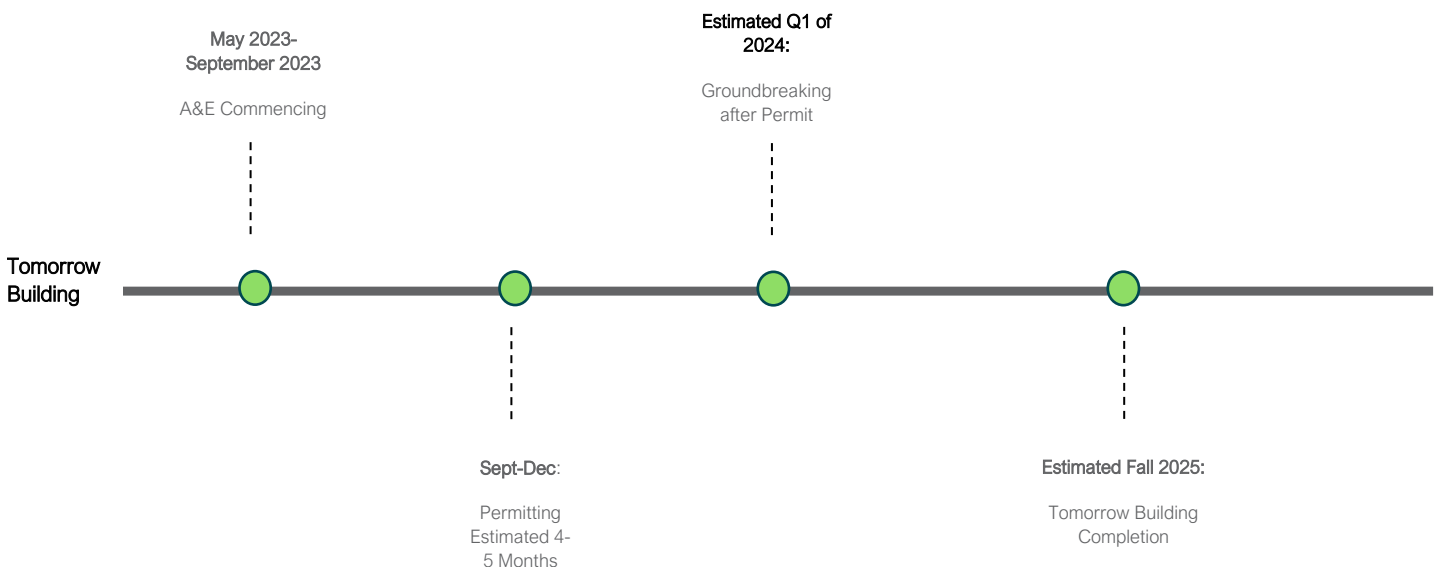 Tomorrow
Building
May 2023-
September 2023
A&E Commencing
Sept-Dec:
Permitting
Estimated 4-
5 Months
Estimated Q1 of
2024:
Groundbreaking
after Permit
Estimated Fall 2025:
Tomorrow Building
Completion